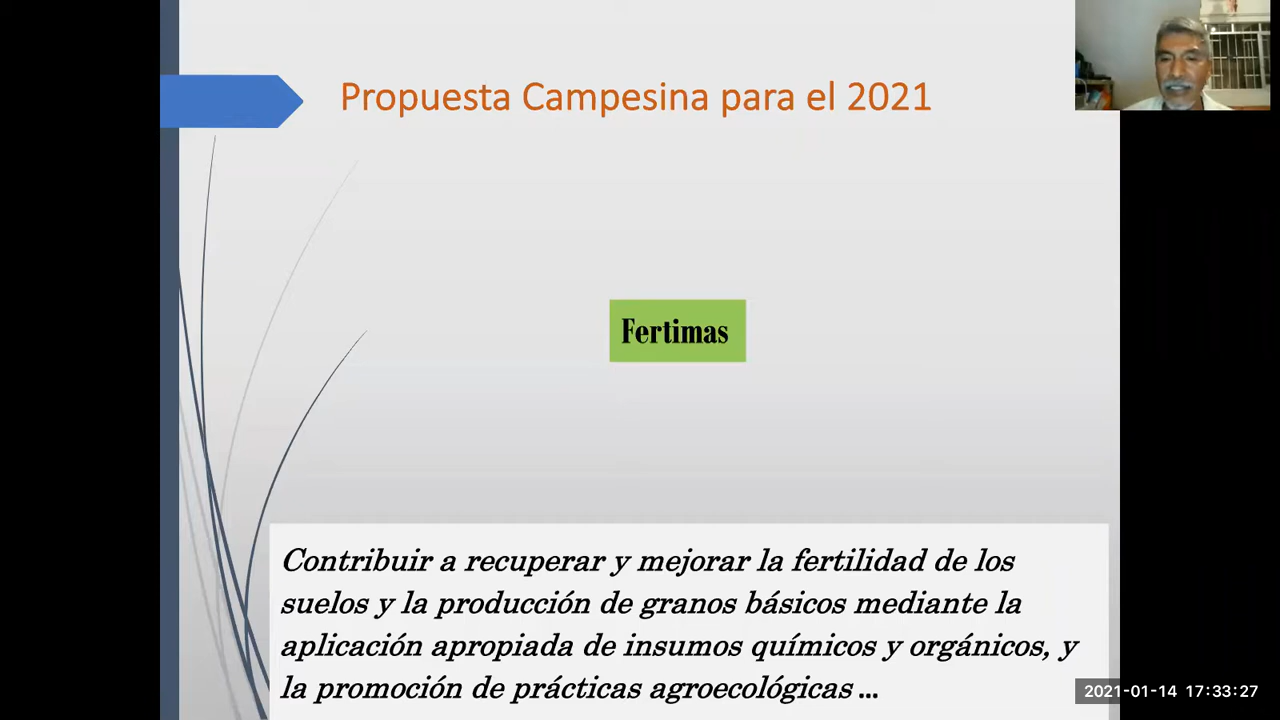 Propuesta Campesina para el 2021
Fertimas
Contribuir a recuperar y mejorar la fertilidad de los
suelos y la producción de granos básicos mediante la
aplicación apropiada de insumos químicos y orgánicos, y
la promoción de prácticas agroecológicas ...
2021-01-14 17:33:27